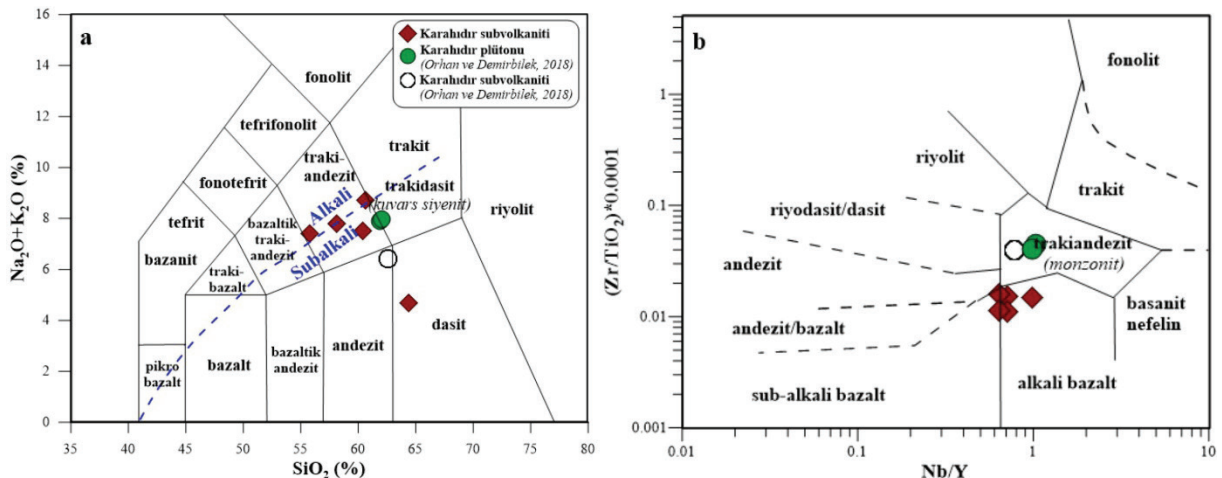 a
16
14
12
10
8
6
4
2
0
Na2O+K2O (%)
35
40
45
50
55
60
65
70
75
80
SiO2 (%)
Karahıdır subvolkaniti
Karahıdır plütonu
(Orhan ve Demirbilek, 2018)
Karahıdır subvolkaniti
(Orhan ve Demirbilek, 2018)
fonolit
tefrifonolit
fonotefrit
tefrit
bazanit
traki-
andezit
trakit
trakidasit
(kuvars siyenit)
riyolit
Alkali
Subalkali
bazaltik
traki-
andezit
traki-
bazalt
pikro
bazalt
bazalt
bazaltik
andezit
andezit
dasit
b
1
0.1
0.01
0.001
(Zr/TiO2)*0.0001
0.01
0.1
1
10
Nb/Y
fonolit
riyolit
trakit
riyodasit/dasit
andezit
trakiandezit
(monzonit)
andezit/bazalt
basanit
nefelin
sub-alkali bazalt
alkali bazalt